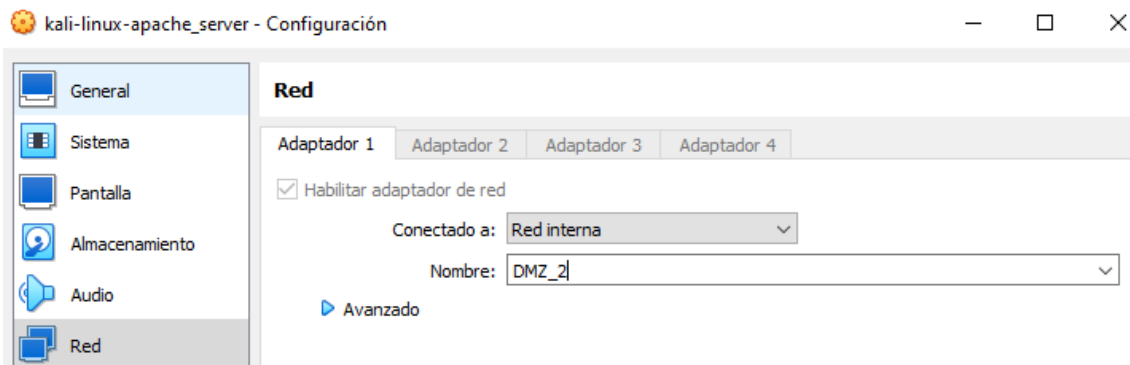 kali-linux-apache_server - Configuración
General
Sistema
Pantalla
Almacenamiento
Audio
Red
Red
Adaptador 1 Adaptador 2 Adaptador 3 Adaptador 4
Habilitar adaptador de red
Conectado a: Red interna
Nombre: DMZ_2
Avanzado